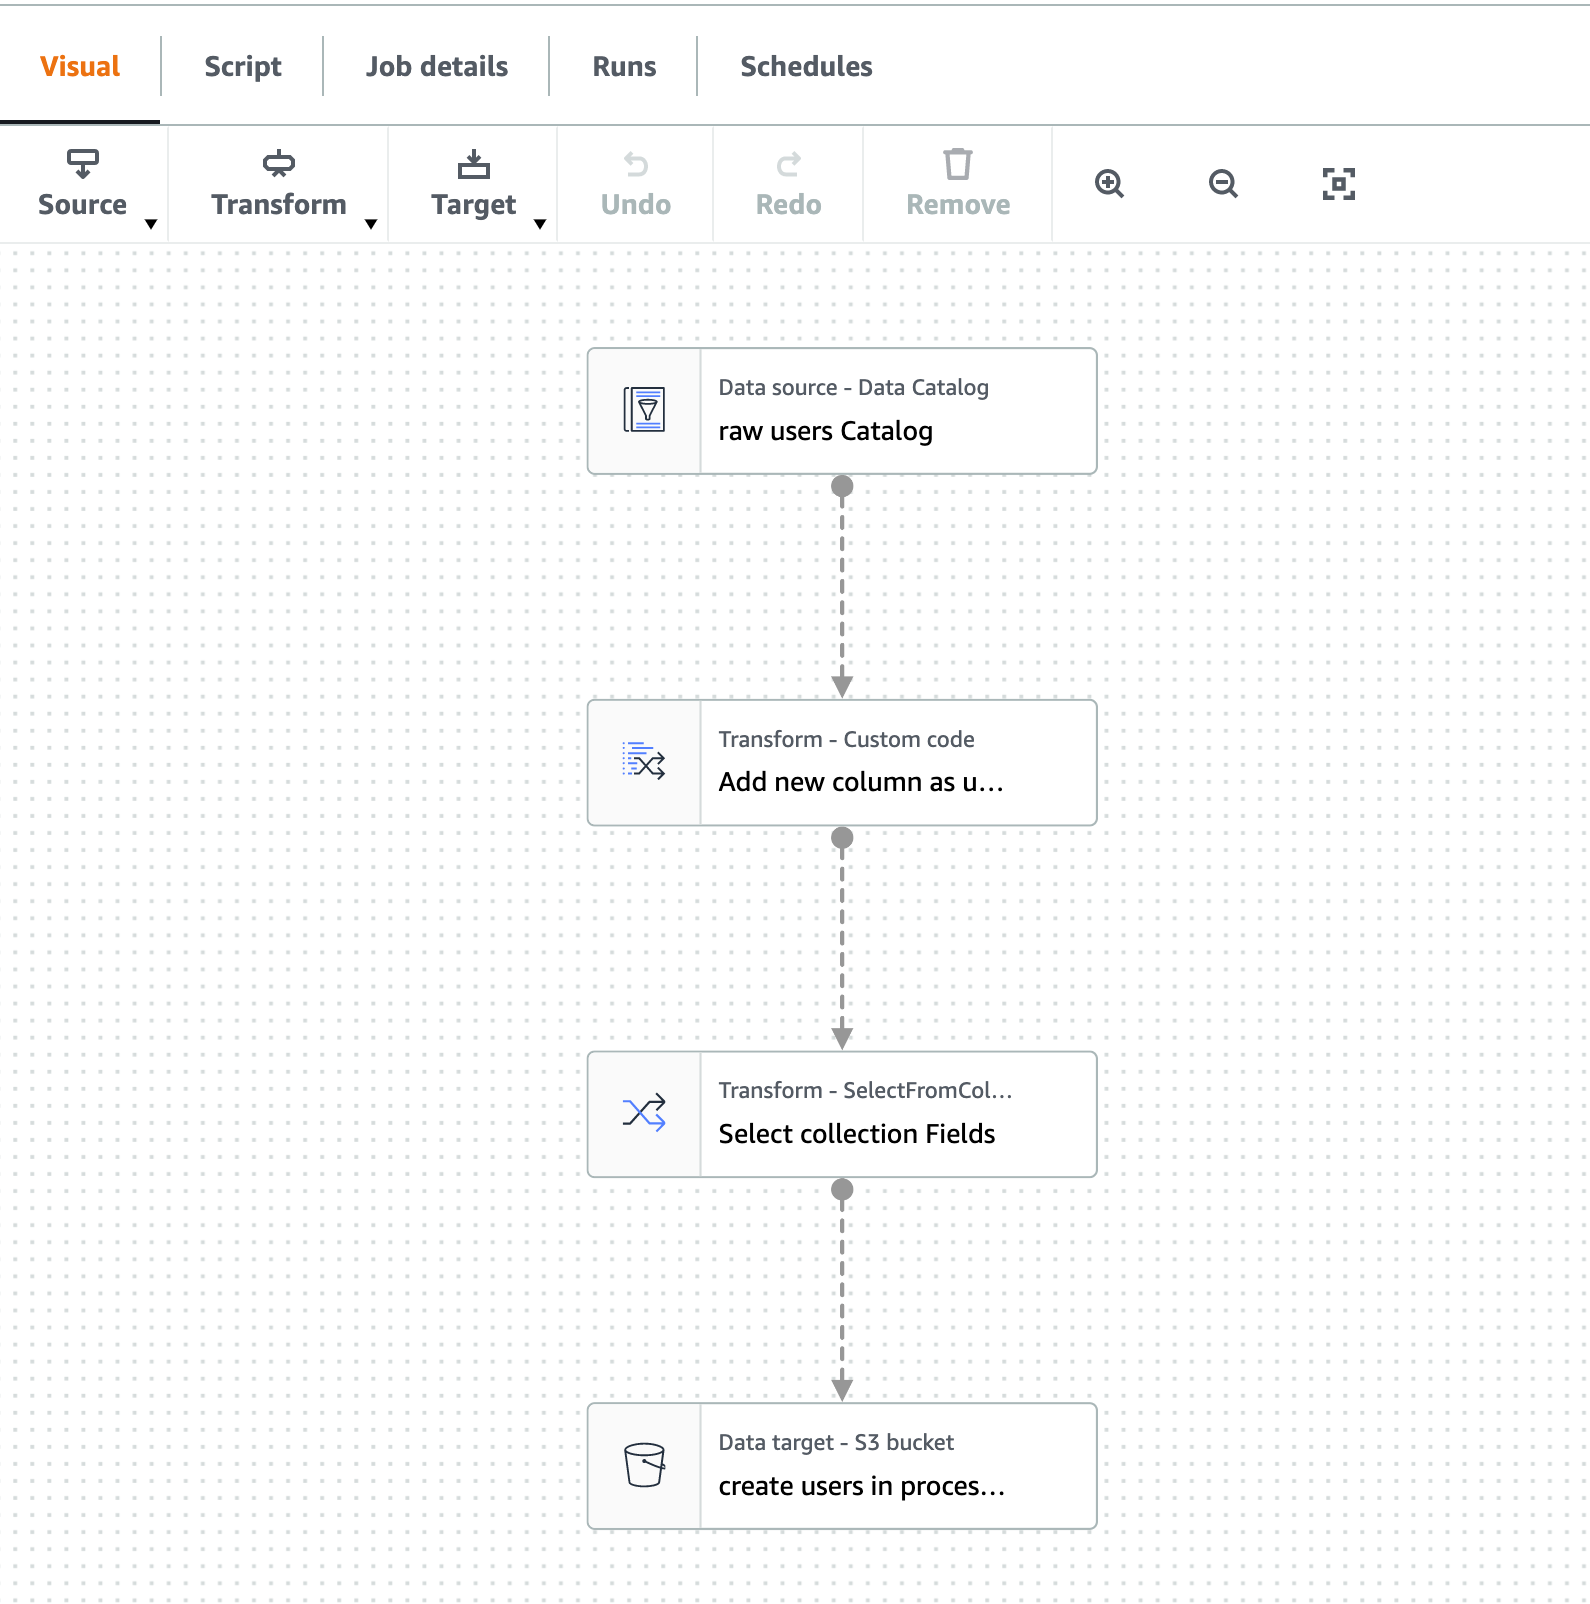 Visual
Script
Job details
Runs
Schedules
Source
Transform
Target
Undo
Redo
Remove
Data source - Data Catalog
raw users Catalog
Transform - Custom code
Add new column as u...
Transform - SelectFromCol...
Select collection Fields
Data target - S3 bucket
create users in proces...